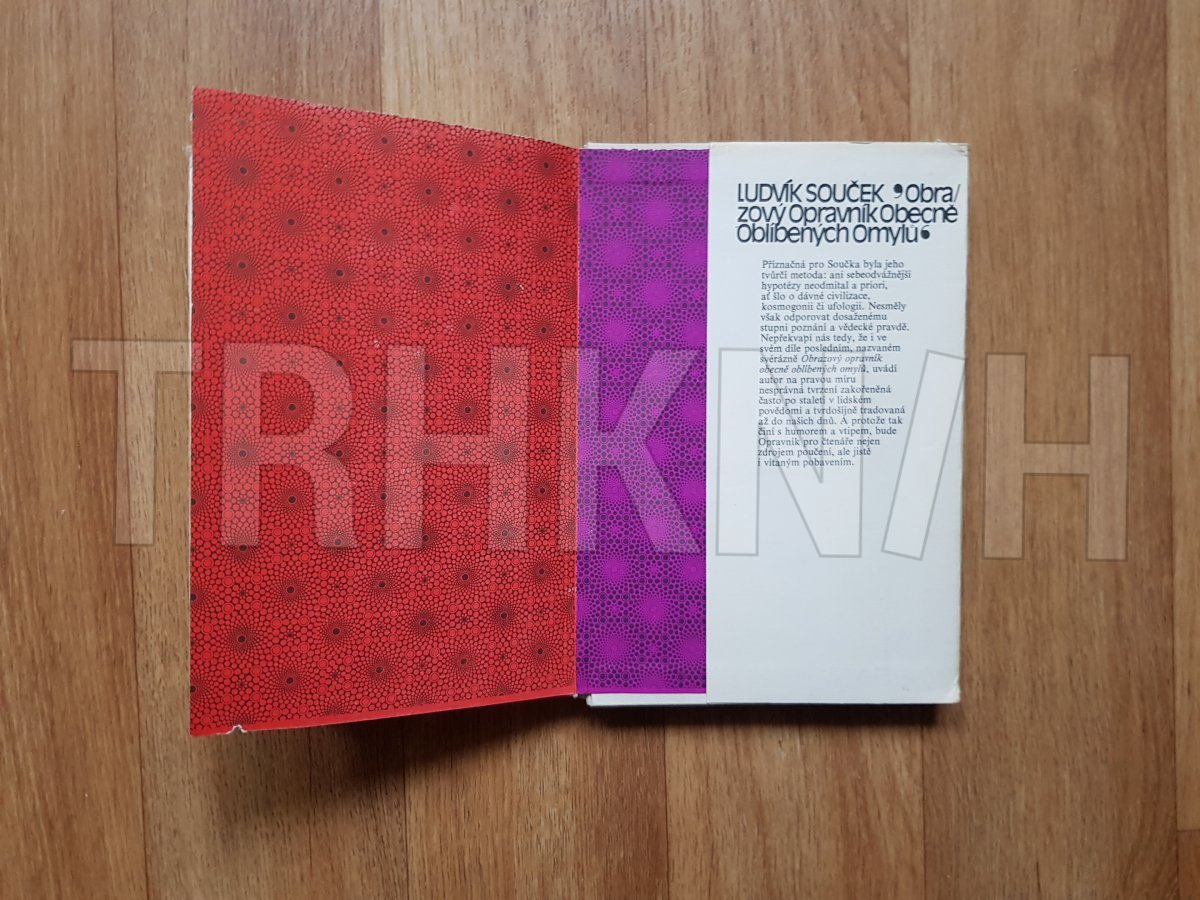 LUDVÍK SOUČEK ❜Obra/
zový Opravník Obecně
Oblíbených Omylů❛
Příznačná pro Součka byla jeho
tvůrčí metoda: ani sebeodvážnější
hypotézy neodmítal a priori,
ať šlo o dávné civilizace,
kosmogonii či ufologii. Nesměly
však odporovat dosaženému
stupni poznání a vědecké pravdě.
Nepřekvapí nás tedy, že i ve
svém díle posledním, nazvaném
svérázně Obrazový opravník
obecně oblíbených omylů, uvádí
autor na pravou míru
nesprávná tvrzení zakořeněná
často po staletí v lidském
povědomí a tvrdošíjně tradovaná
až do našich dnů. A protože tak
činí s humorem a vtipem, bude
Opravník pro čtenáře nejen
zdrojem poučení, ale jistě
i vítaným pobavením.
TRHKNIH